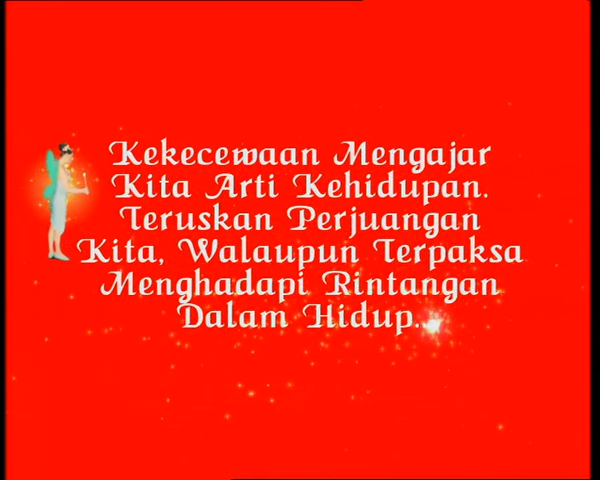 Kekecewaan Mengajar
Kita Arti Kehidupan.
Teruskan Perjuangan
Kita, Walaupun Terpaksa
Menghadapi Rintangan
Dalam Hidup..